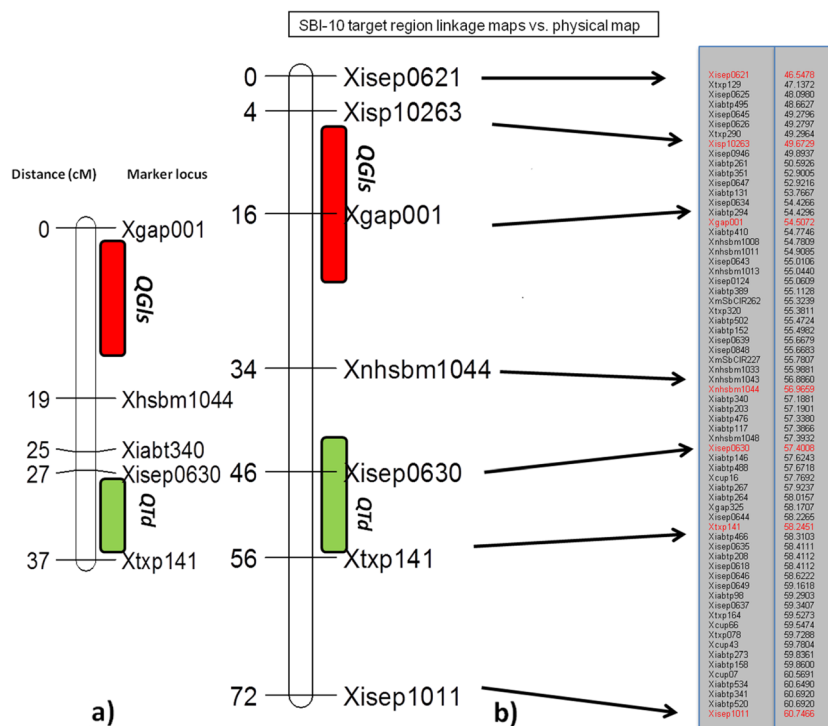 SBI-10 target region linkage maps vs. physical map
Distance (cM) Marker locus
0 Xgap001
QGls
19 Xhsbm1044
25 Xiabt340
27 Xisep0630
QTd
37 Xtxp141
a)
0 Xisep0621
4 Xisp10263
QGls
16 Xgap001
34 Xnhsbm1044
46 Xisep0630
QTd
56 Xtxp141
72 Xisep1011
b)
Xisep0621 46.5478
Xtxp129 47.1372
Xisep0625 48.0980
Xiabtp495 48.6627
Xisep0645 49.2796
Xisep0626 49.2797
Xtxp290 49.2964
Xisp10263 49.6729
Xisep0946 49.8937
Xiabtp261 50.5926
Xiabtp351 52.9005
Xisep0647 52.9216
Xiabtp131 53.7667
Xisep0634 54.4266
Xiabtp294 54.4296
Xgap001 54.5072
Xiabtp410 54.7746
Xnhsbm1008 54.7809
Xnhsbm1011 54.9085
Xisep0643 55.0106
Xnhsbm1013 55.0440
Xisep0124 55.0609
Xiabtp389 55.1128
XmSbCIR262 55.3239
Xtxp320 55.3811
Xiabtp502 55.4724
Xiabtp152 55.4982
Xisep0639 55.6679
Xisep0848 55.6683
XmSbCIR227 55.7807
Xnhsbm1033 55.9881
Xnhsbm1043 56.8860
Xnhsbm1044 56.9659
Xiabtp340 57.1881
Xiabtp203 57.1901
Xiabtp476 57.3380
Xiabtp117 57.3866
Xnhsbm1048 57.3932
Xisep0630 57.4008
Xiabtp146 57.6243
Xiabtp488 57.6718
Xcup16 57.7692
Xiabtp267 57.9237
Xiabtp264 58.0157
Xgap325 58.1707
Xisep0644 58.2265
Xtxp141 58.2451
Xiabtp466 58.3103
Xisep0635 58.4111
Xiabtp208 58.4112
Xisep0618 58.4112
Xisep0646 58.6222
Xisep0649 59.1618
Xiabtp98 59.2903
Xisep0637 59.3407
Xtxp164 59.5273
Xcup66 59.5474
Xtxp078 59.7288
Xcup43 59.7804
Xiabtp273 59.8361
Xiabtp158 59.8600
Xcup07 60.5691
Xiabtp534 60.6490
Xiabtp341 60.6920
Xiabtp520 60.6920
Xisep1011 60.7466